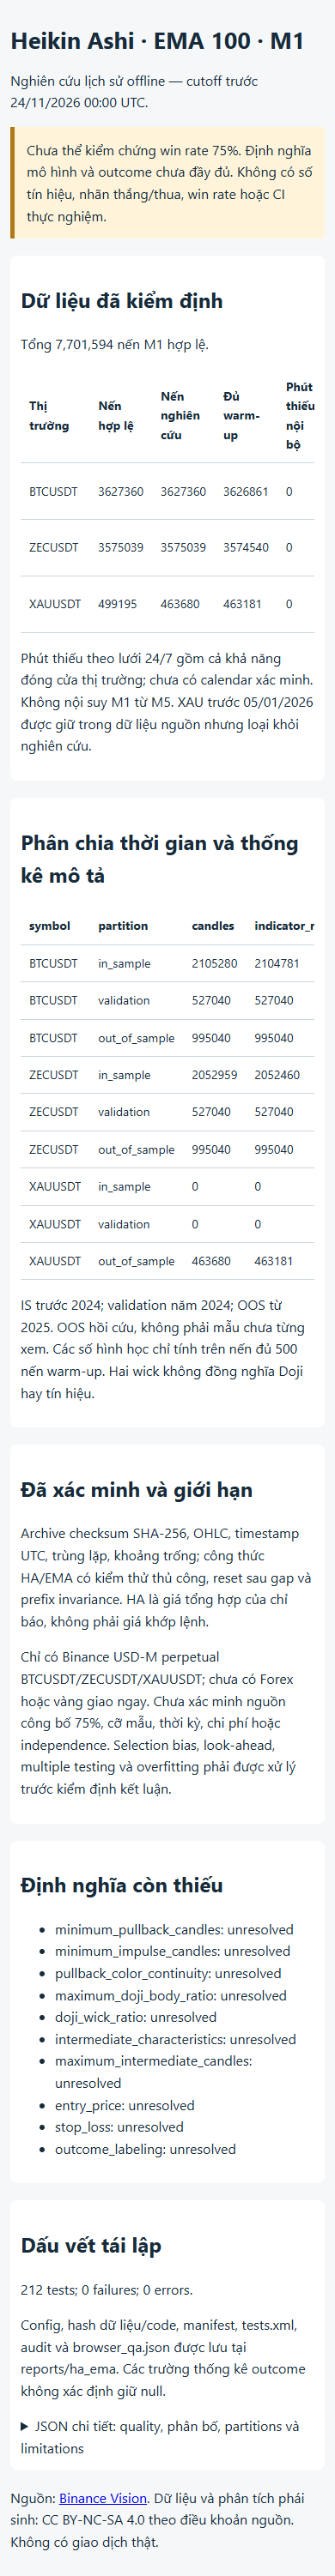 Heikin Ashi · EMA 100 · M1
Nghiên cứu lịch sử offline — cutoff trước
24/11/2026 00:00 UTC.
Chưa thể kiểm chứng win rate 75%. Định nghĩa
mô hình và outcome chưa đầy đủ. Không có số
tín hiệu, nhãn thắng/thua, win rate hoặc CI
thực nghiệm.
Dữ liệu đã kiểm định
Tổng 7,701,594 nến M1 hợp lệ.
Thị trường Nến hợp lệ Nến nghiên cứu Đủ warm-up Phút thiếu nội bộ
BTCUSDT 3627360 3627360 3626861 0
ZECUSDT 3575039 3575039 3574540 0
XAUUSDT 499195 463680 463181 0
Phút thiếu theo lưới 24/7 gồm cả khả năng
đóng cửa thị trường; chưa có calendar xác minh.
Không nội suy M1 từ M5. XAU trước 05/01/2026
được giữ trong dữ liệu nguồn nhưng loại khỏi
nghiên cứu.
Phân chia thời gian và thống
kê mô tả
symbol partition candles
BTCUSDT in_sample 2105280 2104781
BTCUSDT validation 527040 527040
BTCUSDT out_of_sample 995040 995040
ZECUSDT in_sample 2052959 2052460
ZECUSDT validation 527040 527040
ZECUSDT out_of_sample 995040 995040
XAUUSDT in_sample 0 0
XAUUSDT validation 0 0
XAUUSDT out_of_sample 463680 463181
IS trước 2024; validation năm 2024; OOS từ
2025. OOS hồi cứu, không phải mẫu chưa từng
xem. Các số hình học chỉ tính trên nến đủ 500
nến warm-up. Hai wick không đồng nghĩa Doji
hay tín hiệu.
Đã xác minh và giới hạn
Archive checksum SHA-256, OHLC, timestamp
UTC, trùng lặp, khoảng trống; công thức
HA/EMA có kiểm thử thủ công, reset sau gap và
prefix invariance. HA là giá tổng hợp của chỉ
báo, không phải giá khớp lệnh.
Chỉ có Binance USD-M perpetual
BTCUSDT/ZECUSDT/XAUUSDT; chưa có Forex
hoặc vàng giao ngay. Chưa xác minh nguồn
công bố 75%, cỡ mẫu, thời kỳ, chi phí hoặc
independence. Selection bias, look-ahead,
multiple testing và overfitting phải được xử lý
trước kiểm định kết luận.
Định nghĩa còn thiếu
• minimum_pullback_candles: unresolved
• minimum_impulse_candles: unresolved
• pullback_color_continuity: unresolved
• maximum_doji_body_ratio: unresolved
• doji_wick_ratio: unresolved
• intermediate_characteristics: unresolved
• maximum_intermediate_candles:
unresolved
• entry_price: unresolved
• stop_loss: unresolved
• outcome_labeling: unresolved
Dấu vết tái lập
212 tests; 0 failures; 0 errors.
Config, hash dữ liệu/code, manifest, tests.xml,
audit và browser_qa.json được lưu tại
reports/ha_ema. Các trường thống kê outcome
không xác định giữ null.
▶ JSON chi tiết: quality, phân bố, partitions và
limitations
Nguồn: Binance Vision. Dữ liệu và phân tích phái
sinh: CC BY-NC-SA 4.0 theo điều khoản nguồn.
Không có giao dịch thật.